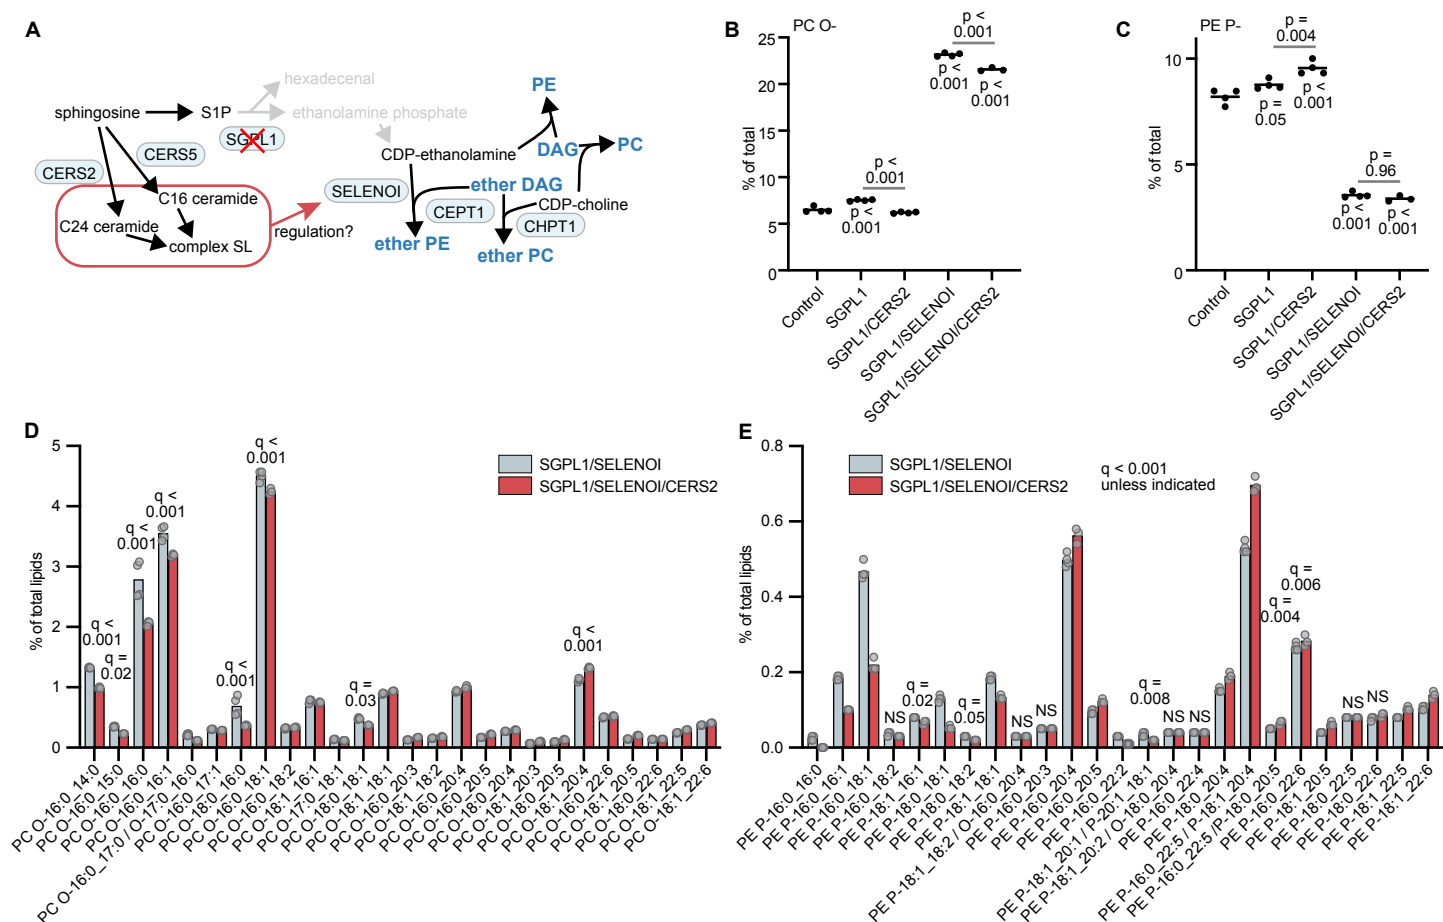 A
hexadecenal
sphingosine
S1P
ethanolamine phosphate
SGPL1
CERS5
CERS2
CDP-ethanolamine
PE
DAG
PC
C16 ceramide
C24 ceramide
complex SL
regulation?
SELENOI
ether DAG
CEPT1
CDP-choline
CHPT1
ether PE
ether PC
B
PC O-
% of total
25
20
15
10
5
0
p <
0.001
p <
0.001
p <
0.001
p <
0.001
p <
0.001
Control
SGPL1
SGPL1/CERS2
SGPL1/SELENOI
SGPL1/SELENOI/CERS2
C
PE P-
% of total
10
5
0
p =
0.004
p =
0.05
p <
0.001
p =
0.96
p <
0.001
p <
0.001
Control
SGPL1
SGPL1/CERS2
SGPL1/SELENOI
SGPL1/SELENOI/CERS2
D
% of total lipids
5
4
3
2
1
0
SGPL1/SELENOI
SGPL1/SELENOI/CERS2
q <
0.001
q =
0.02
q <
0.001
q <
0.001
q <
0.001
q <
0.001
q =
0.03
q <
0.001
PC O-16:0_14:0
PC O-16:0_15:0
PC O-16:0_16:0
PC O-16:0_16:1
PC O-16:0_17:0 / O-17:0_16:0
PC O-16:0_17:1
PC O-18:0_16:0
PC O-16:0_18:1
PC O-16:0_18:2
PC O-18:1_16:1
PC O-17:0_18:1
PC O-18:0_18:1
PC O-18:1_18:1
PC O-16:0_20:3
PC O-18:1_18:2
PC O-16:0_20:4
PC O-16:0_20:5
PC O-18:0_20:4
PC O-18:1_20:3
PC O-18:0_20:5
PC O-18:1_20:4
PC O-16:0_22:6
PC O-18:1_20:5
PC O-18:0_22:6
PC O-18:1_22:5
PC O-18:1_22:6
E
% of total lipids
0.8
0.6
0.4
0.2
0.0
SGPL1/SELENOI
SGPL1/SELENOI/CERS2
q < 0.001
unless indicated
NS
q =
0.02
q =
0.05
NS
NS
q =
0.008
NS
NS
q =
0.004
q =
0.006
NS
NS
PE P-16:0_16:0
PE P-16:0_16:1
PE P-16:0_18:1
PE P-16:0_18:2
PE P-18:1_16:1
PE P-18:0_18:1
PE P-18:0_18:2
PE P-18:1_18:1
PE P-18:1_18:2 / O-16:0_20:4
PE P-16:0_20:3
PE P-16:0_20:4
PE P-16:0_20:5
PE P-16:0_22:2
PE P-18:1_20:1 / P-20:1_18:1
PE P-18:1_20:2 / O-18:0_20:4
PE P-16:0_22:4
PE P-18:0_20:4
PE P-16:0_22:5 / P-18:1_20:4
PE P-16:0_22:5 /P-18:0_20:5
PE P-16:0_22:6
PE P-18:1_20:5
PE P-18:0_22:5
PE P-18:0_22:6
PE P-18:1_22:5
PE P-18:1_22:6